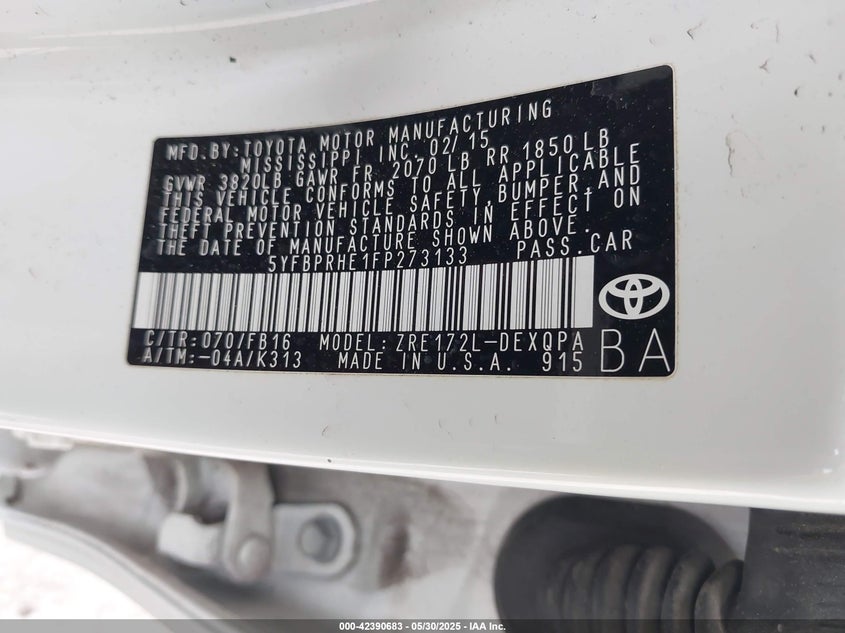 MFD.BY:TOYOTA MOTOR MANUFACTURING
MISSISSIPPI INC. 02/15
GVWR 3820LB GAWR FR 2070 LB RR 1850 LB
THIS VEHICLE CONFORMS TO ALL APPLICABLE
FEDERAL MOTOR VEHICLE SAFETY,BUMPER,AND
THEFT PREVENTION STANDARDS IN EFFECT ON
THE DATE OF MANUFACTURE SHOWN ABOVE.
5YFBPRHE1FP273133 PASS.CAR
C/TR:070/FB16 MODEL:ZRE172L-DEXQPA
A/TM:-04A/K313 MADE IN U.S.A. 915
BA
000-42390683 - 05/30/2025 - IAA Inc.